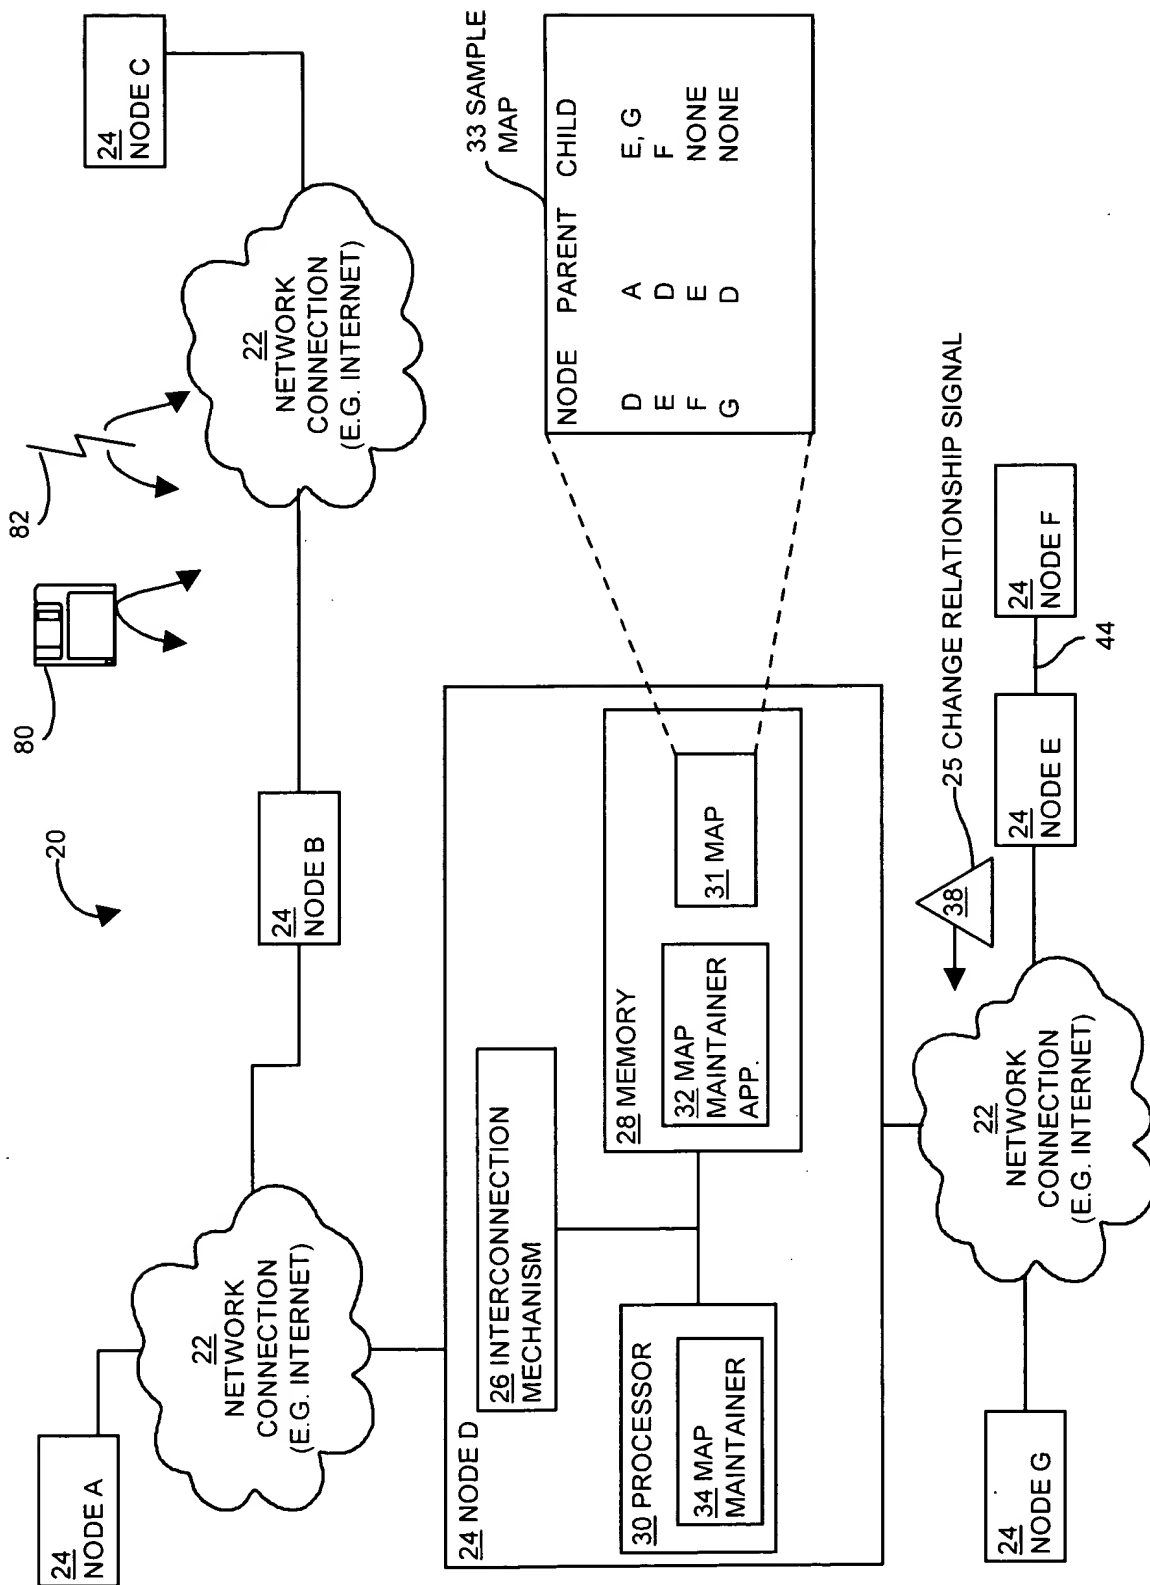 20
80
82
24
NODE A
22
NETWORK
CONNECTION
(E.G. INTERNET)
24
NODE B
22
NETWORK
CONNECTION
(E.G. INTERNET)
24
NODE C
24 NODE D
26 INTERCONNECTION
MECHANISM
30 PROCESSOR
34 MAP
MAINTAINER
28 MEMORY
32 MAP
MAINTAINER
APP.
31 MAP
33 SAMPLE
MAP
NODE PARENT CHILD
D A E, G
E D F
F E NONE
G D NONE
24
NODE G
22
NETWORK
CONNECTION
(E.G. INTERNET)
38
25 CHANGE RELATIONSHIP SIGNAL
24
NODE E
44
24
NODE F